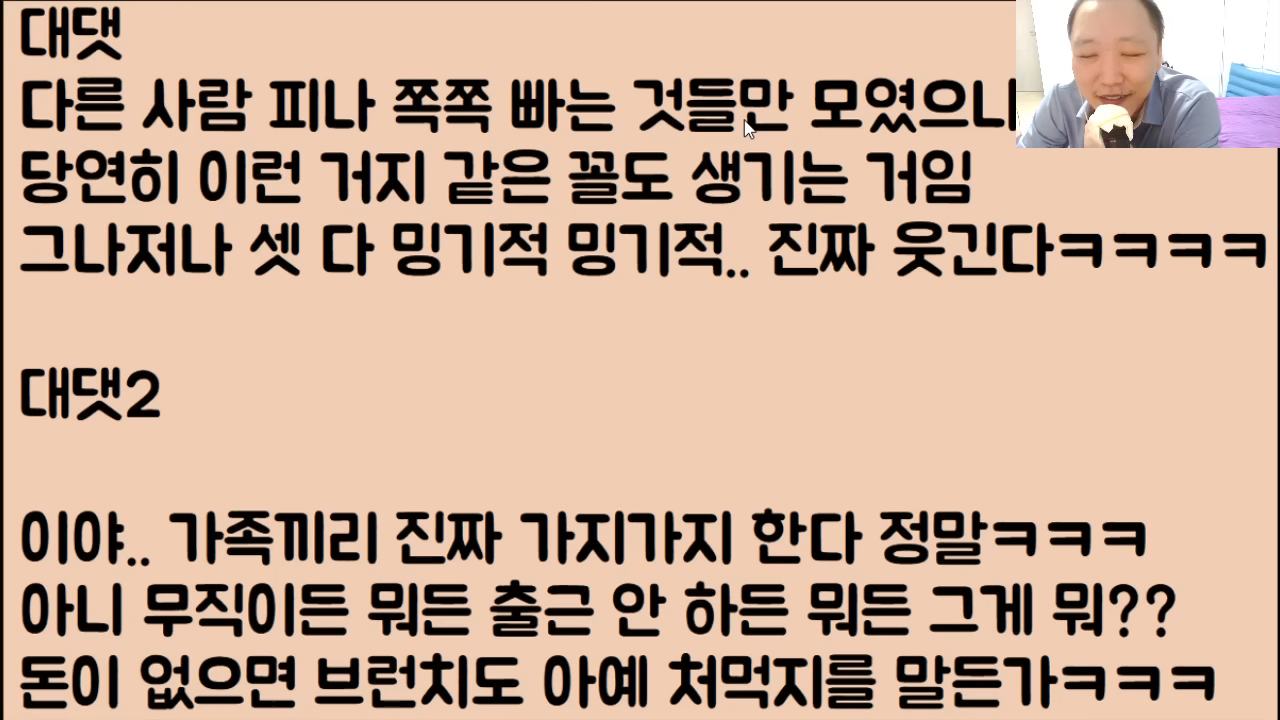 대댓
다른 사람 피나 쪽쪽 빠는 것들만 모였으니
당연히 이런 거지 같은 꼴도 생기는 거임
그나저나 셋 다 밍기적 밍기적.. 진짜 웃긴다ㅋㅋㅋㅋ
대댓2
이야.. 가족끼리 진짜 가지가지 한다 정말ㅋㅋㅋ
아니 무직이든 뭐든 출근 안 하든 뭐든 그게 뭐??
돈이 없으면 브런치도 아예 처먹지를 말든가ㅋㅋㅋ